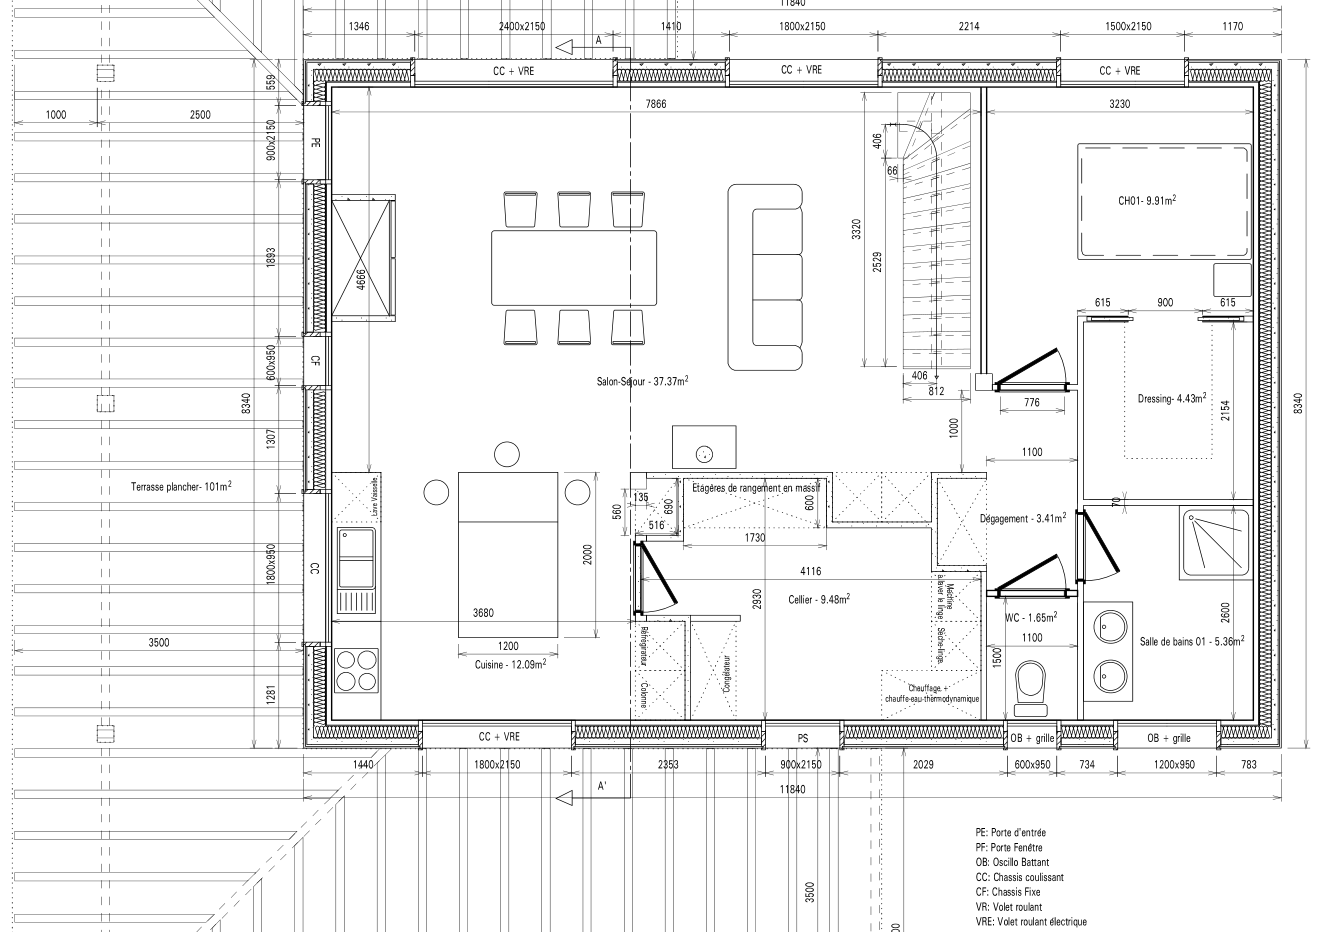 11840
1346
2400x2150
1410
1800x2150
2214
1500x2150
1170
A
CC + VRE
CC + VRE
CC + VRE
559
1000
2500
7866
3230
900x2150
PE
406
66
CH01- 9.91m²
3320
2529
1893
4666
615
900
615
600x950
CF
Salon-Séjour - 37.37m²
406
812
776
Dressing- 4.43m²
2154
8340
8340
1307
1000
1100
Terrasse plancher- 101m²
Lave Vaisselle
135
560
690
516
Etagères de rangement en massif
600
1730
70
Dégagement - 3.41m²
1800x950
CC
2000
4116
2930
Cellier - 9.48m²
Machine
à laver le linge
Sèche-linge
3680
WC - 1.65m²
2600
3500
1200
Cuisine - 12.09m²
Réfrigirateur
Colonne
Congélateur
1100
1500
Salle de bains 01 - 5.36m²
1281
Chauffage +
chauffe-eau-thermodynamique
CC + VRE
PS
OB + grille
OB + grille
1440
1800x2150
2353
900x2150
2029
600x950
734
1200x950
783
A'
11840
3500
PE: Porte d'entrée
PF: Porte Fenêtre
OB: Oscillo Battant
CC: Chassis coulissant
CF: Chassis Fixe
VR: Volet roulant
VRE: Volet roulant électrique